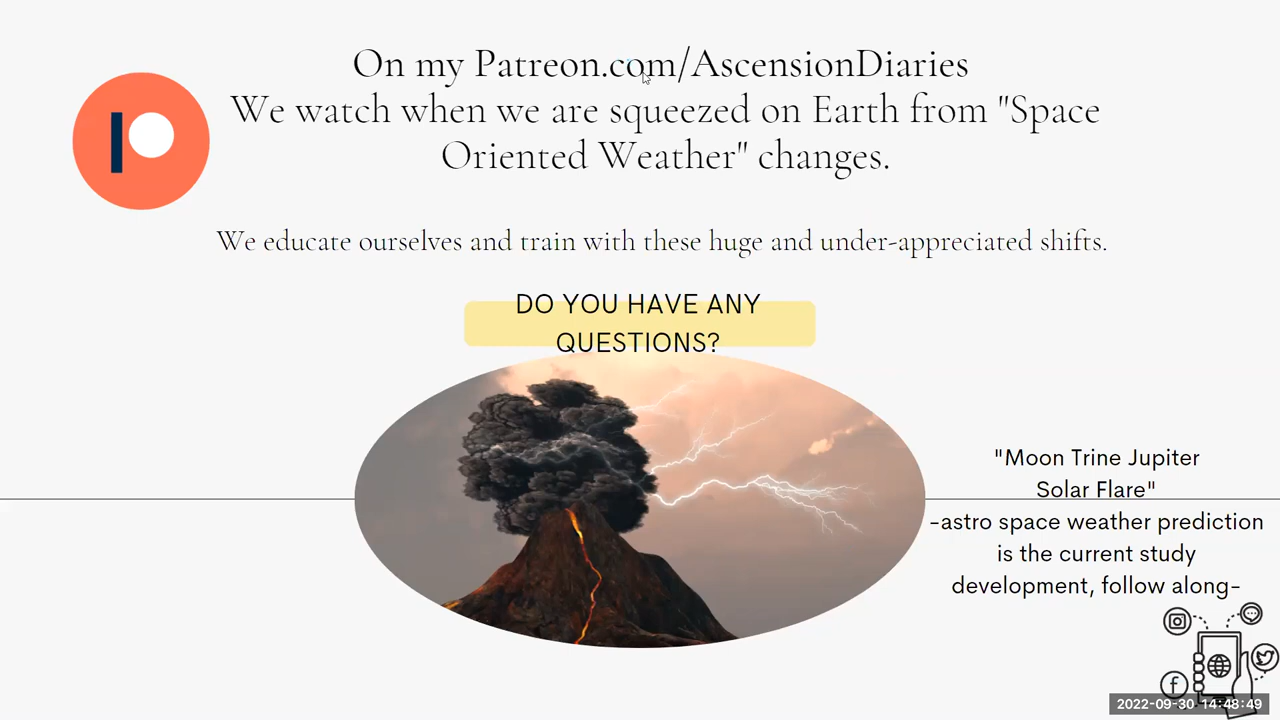 On my Patreon.com/AscensionDiaries
We watch when we are squeezed on Earth from "Space
Oriented Weather" changes.
We educate ourselves and train with these huge and under-appreciated shifts.
DO YOU HAVE ANY
QUESTIONS?
"Moon Trine Jupiter
Solar Flare"
-astro space weather prediction
is the current study
development, follow along-
2022-09-30 14:48:49